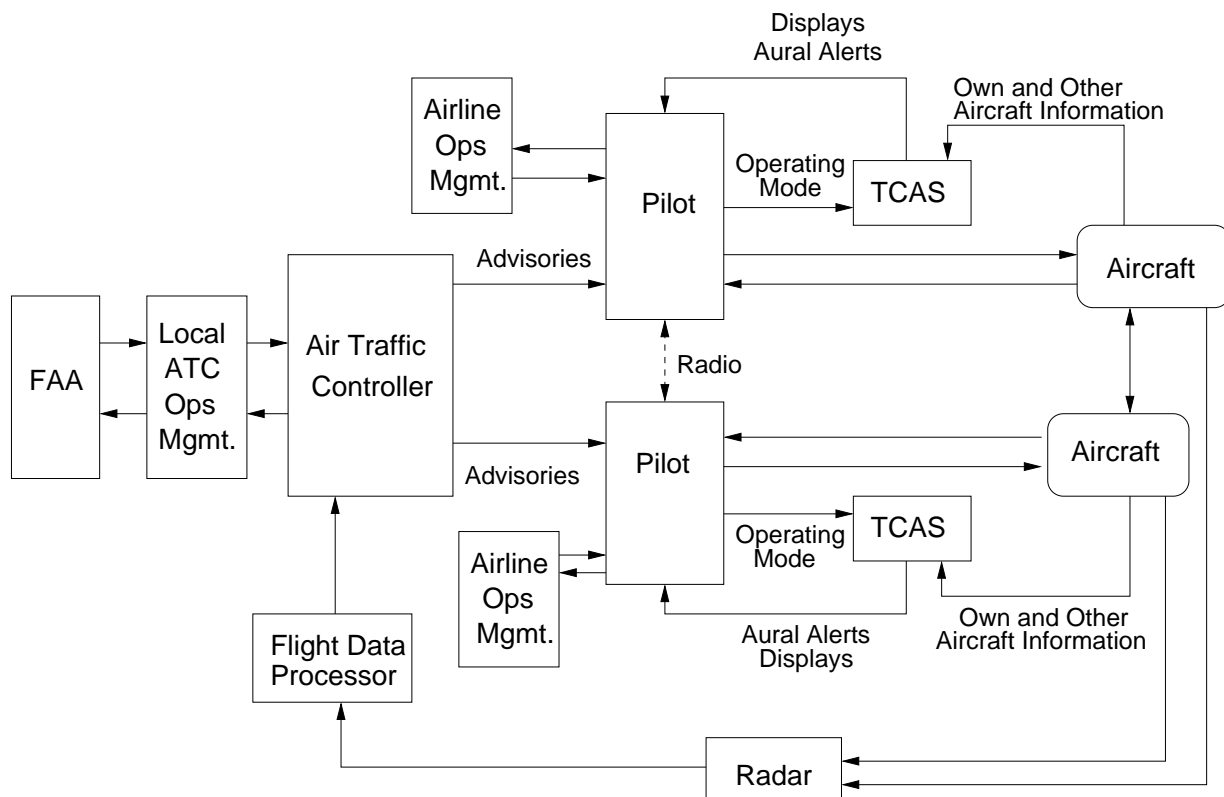 Displays
Aural Alerts
Own and Other
Aircraft Information
Airline
Ops
Mgmt.
Pilot
Operating
Mode
TCAS
Advisories
Aircraft
FAA
Local
ATC
Ops
Mgmt.
Air Traffic
Controller
Radio
Advisories
Pilot
Aircraft
Operating
Mode
TCAS
Airline
Ops
Mgmt.
Aural Alerts
Displays
Own and Other
Aircraft Information
Flight Data
Processor
Radar